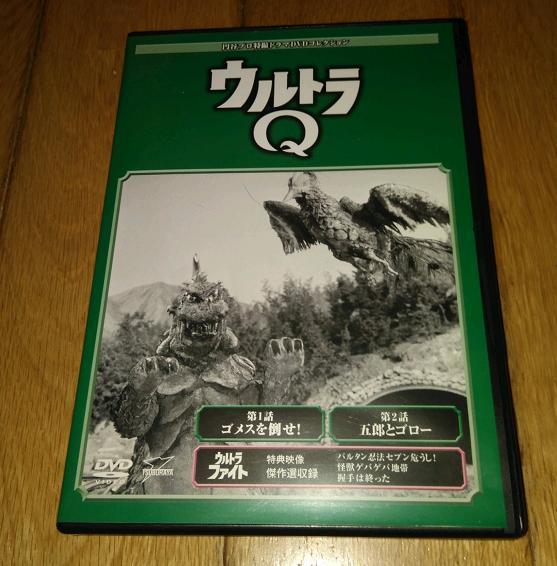 円谷プロ特撮ドラマDVDコレクション
ウルトラ
Q
第1話
ゴメスを倒せ!
第2話
五郎とゴロー
ウルトラ
ファイト
特典映像
傑作選収録
バルタン忍法セブン危うし!
怪獣ゲバゲバ地帯
握手は終った
DVD
VIDEO
TSUBURAYA